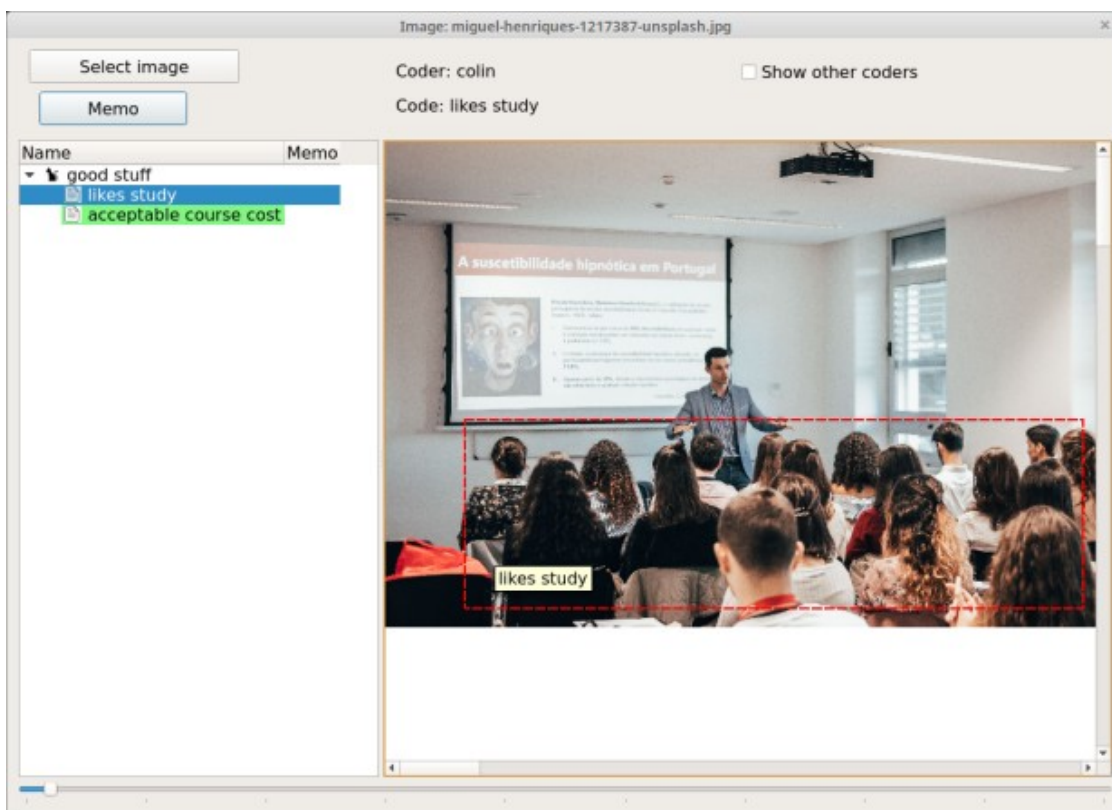 Image: miguel-henriques-1217387-unsplash.jpg
Select image
Coder: colin
Show other coders
Memo
Code: likes study
Name
Memo
good stuff
likes study
acceptable course cost
A suscetibilidade hipnótica em Portugal
likes study